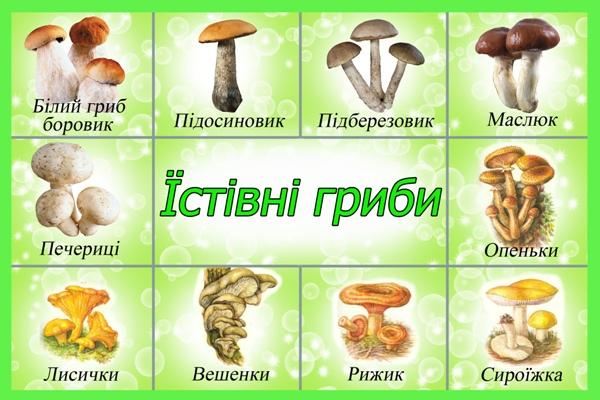 Білий гриб
боровик
Підосиновик
Підберезовик
Маслюк
Печериці
Їстівні гриби
Опеньки
Лисички
Вешенки
Рижик
Сироїжка